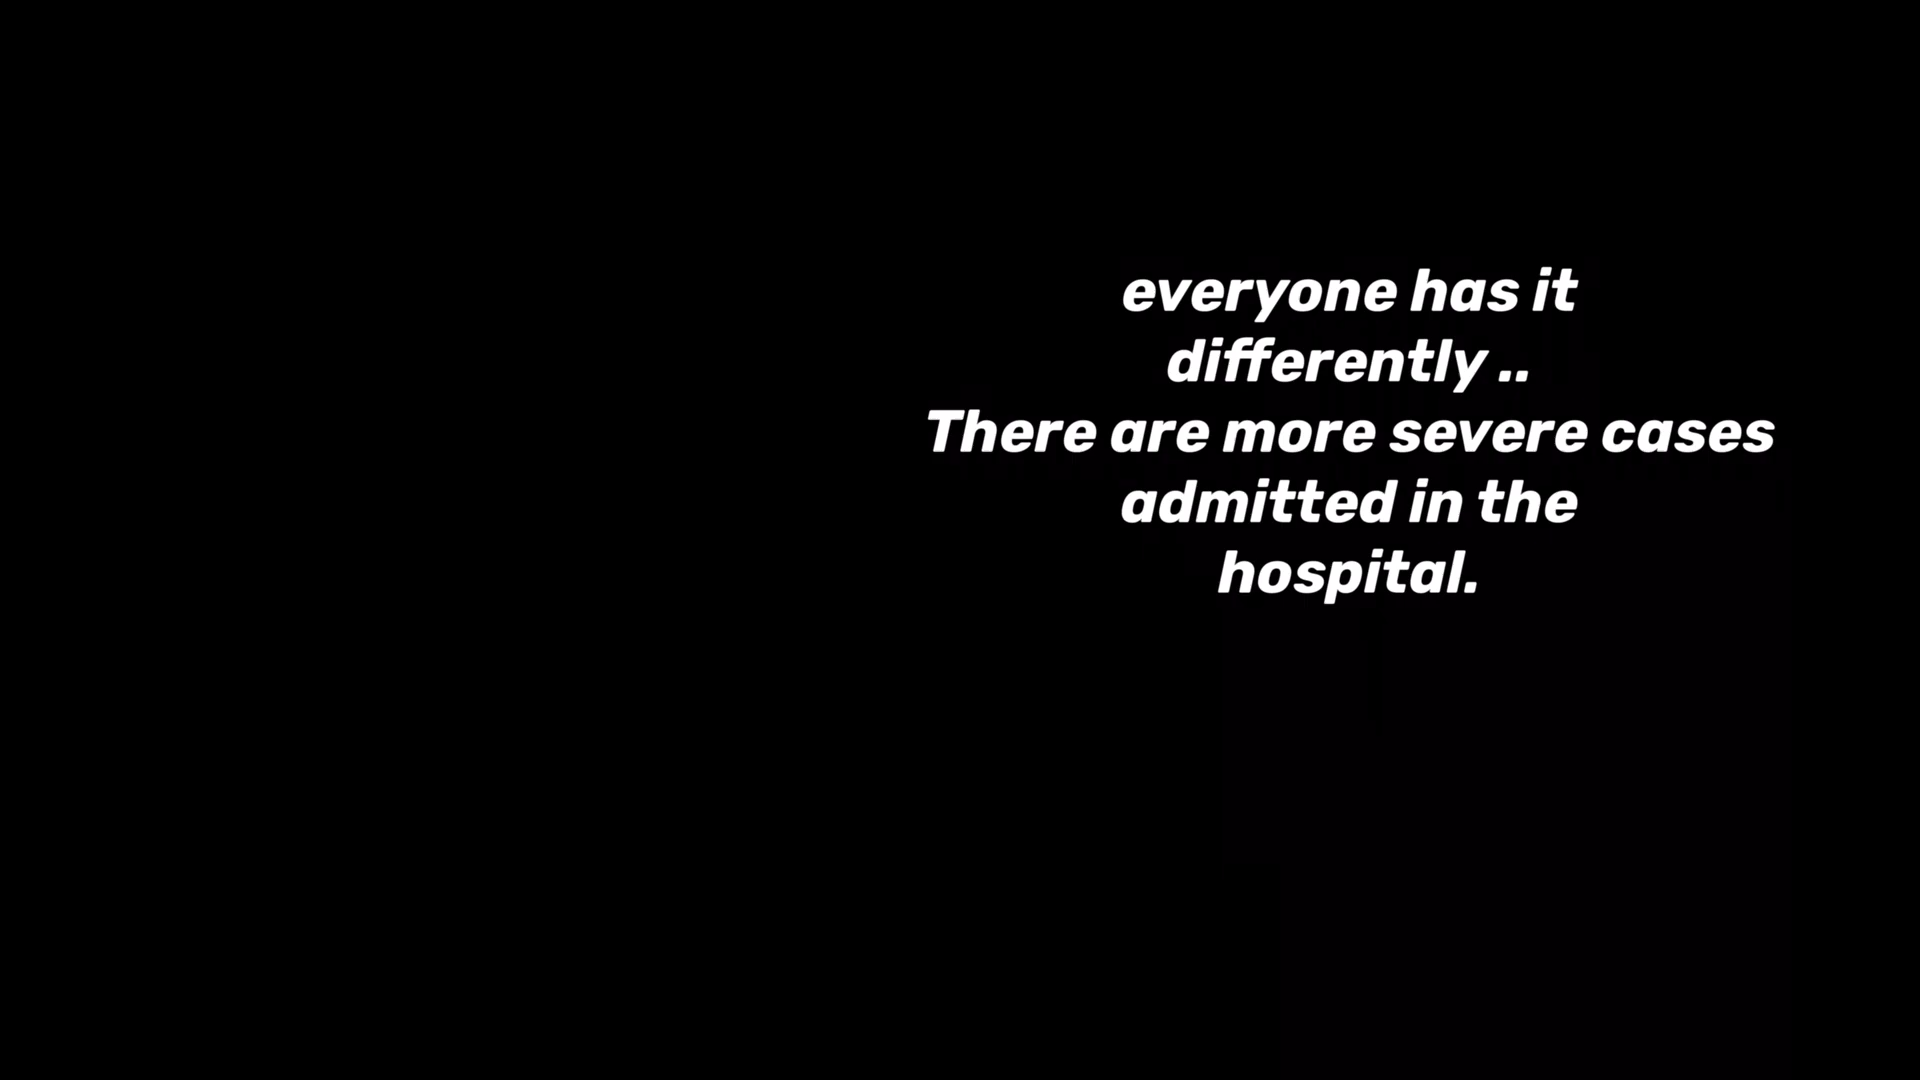 everyone has it
differently ..
There are more severe cases
admitted in the
hospital.